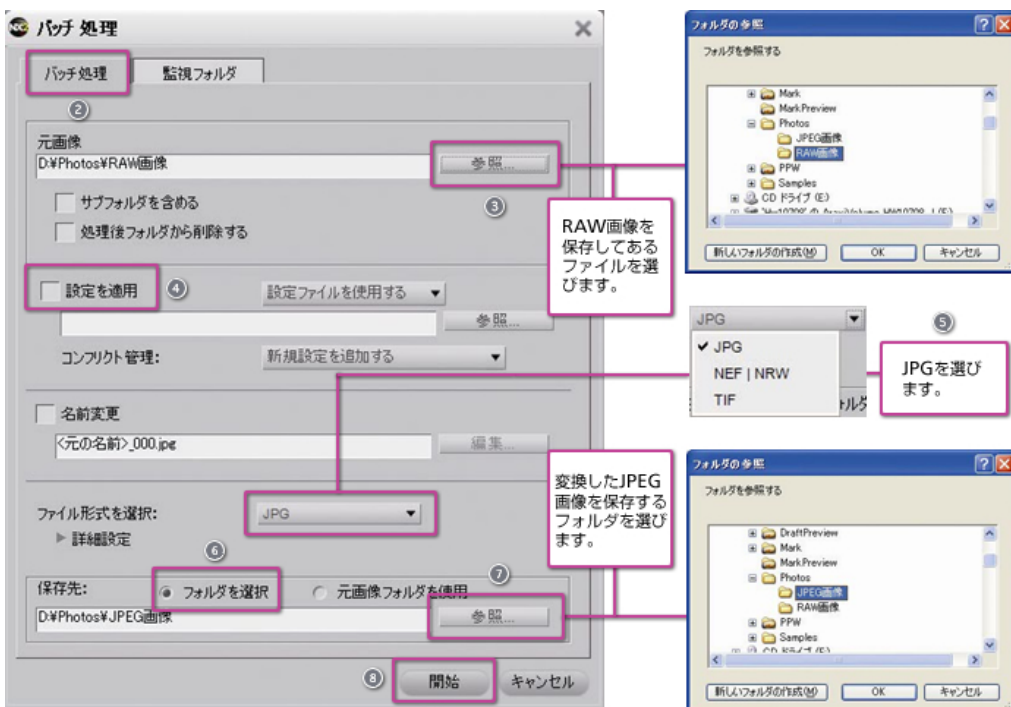 バッチ 処理
バッチ処理
監視フォルダ
②
元画像
D:¥Photos¥RAW画像
参照...
③
サブフォルダを含める
処理後フォルダから削除する
設定を適用
④
設定ファイルを使用する
参照...
コンフリクト管理:
新規設定を追加する
名前変更
<元の名前>_000.jpg
編集...
ファイル形式を選択:
JPG
詳細設定
⑥
⑦
保存先:
フォルダを選択
元画像フォルダを使用
D:¥Photos¥JPEG画像
参照...
⑧
開始
キャンセル
RAW画像を
保存してある
ファイルを選
びます。
変換したJPEG
画像を保存する
フォルダを選び
ます。
フォルダの参照
フォルダを参照する
Mark
MarkPreview
Photos
JPEG画像
RAW画像
PPW
Samples
CD ドライブ (E)
新しいフォルダの作成(M)
OK
キャンセル
JPG
⑤
JPG
NEF | NRW
TIF
ォルダ
JPGを選び
ます。
フォルダの参照
フォルダを参照する
DraftPreview
Mark
MarkPreview
Photos
JPEG画像
RAW画像
PPW
Samples
CD ドライブ (E)
新しいフォルダの作成(M)
OK
キャンセル